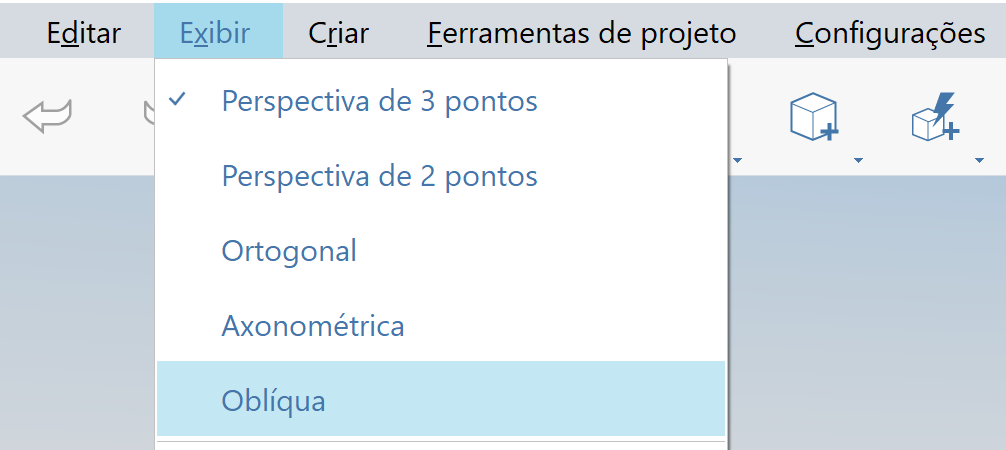 Editar Exibir Criar Ferramentas de projeto Configurações
Perspectiva de 3 pontos
Perspectiva de 2 pontos
Ortogonal
Axonométrica
Oblíqua